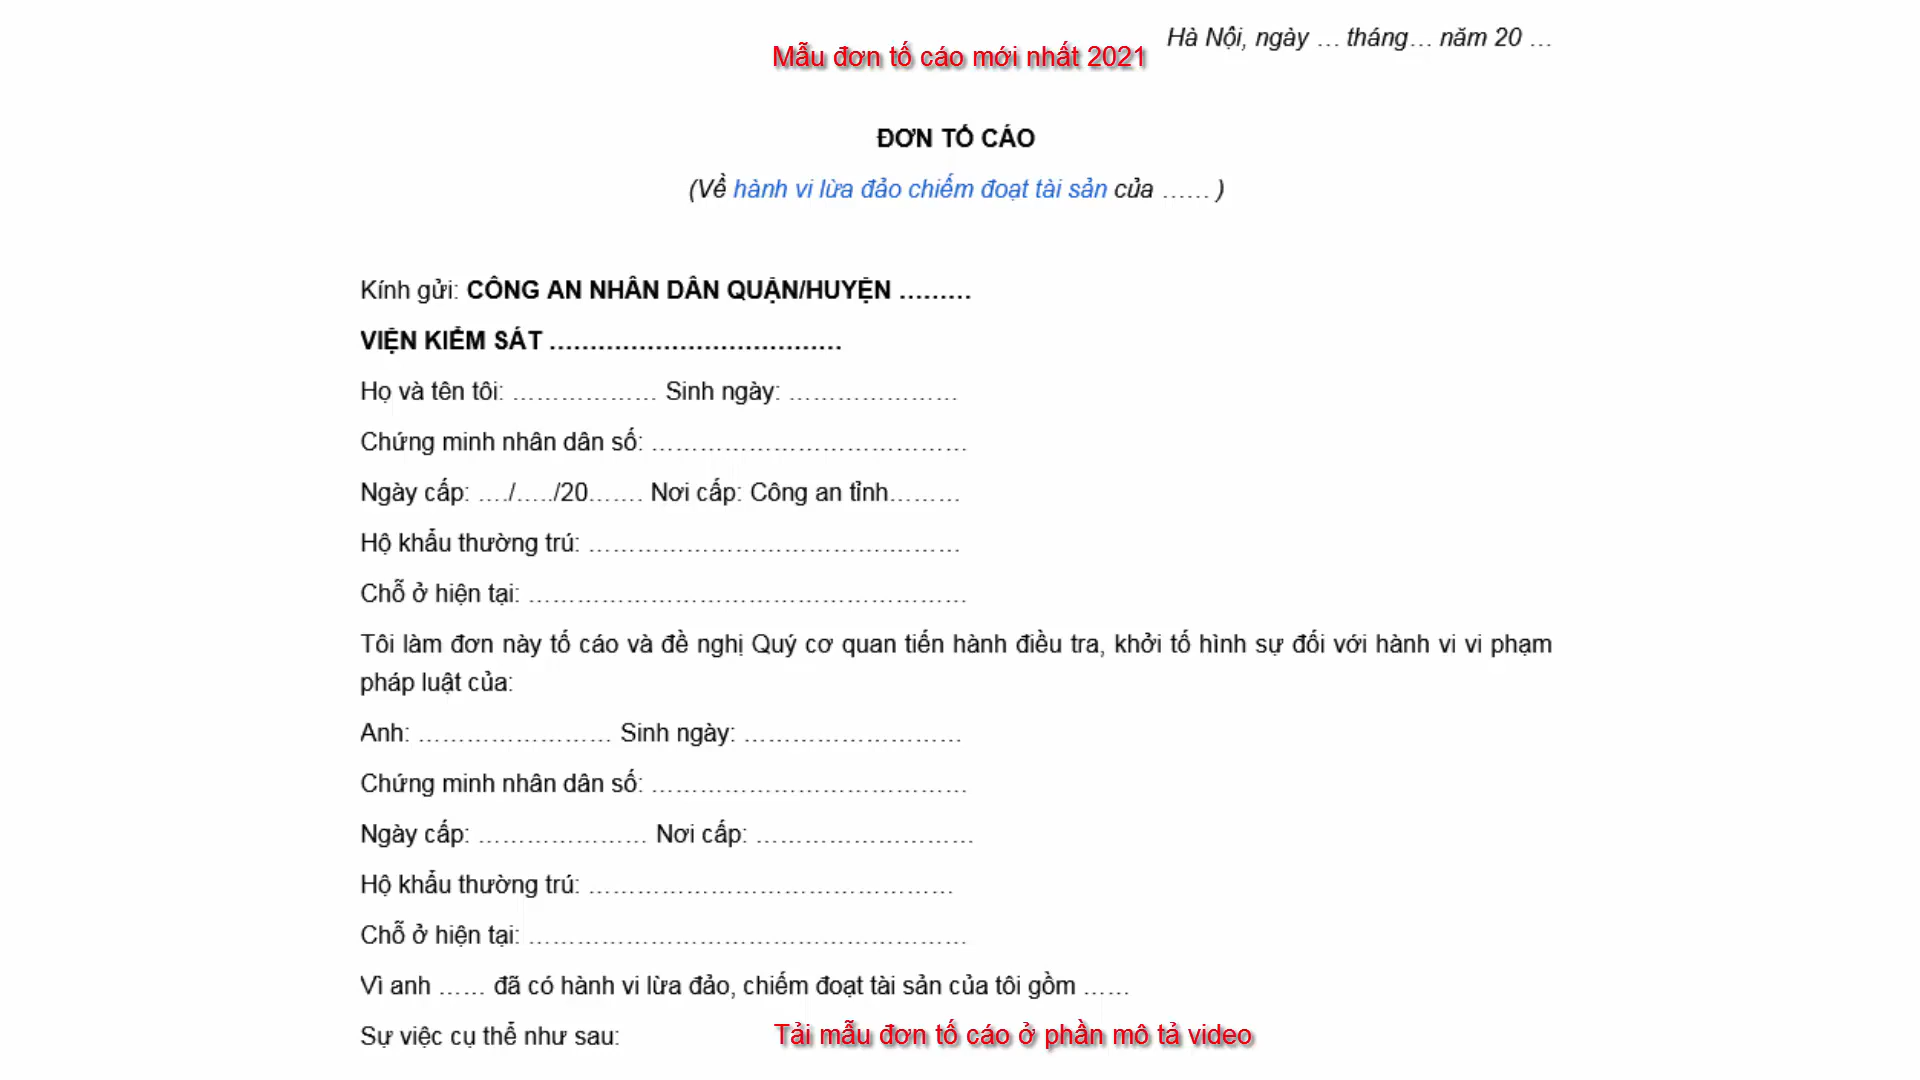 Hà Nội, ngày … tháng… năm 20 …
Mẫu đơn tố cáo mới nhất 2021
ĐƠN TỐ CÁO
(Về hành vi lừa đảo chiếm đoạt tài sản của …… )
Kính gửi: CÔNG AN NHÂN DÂN QUẬN/HUYỆN ………
VIỆN KIỂM SÁT ………………………………
Họ và tên tôi: ……………… Sinh ngày: …………………
Chứng minh nhân dân số: …………………………………
Ngày cấp: …./…../20……. Nơi cấp: Công an tỉnh………
Hộ khẩu thường trú: ……………………………….………
Chỗ ở hiện tại: ………………………………………………
Tôi làm đơn này tố cáo và đề nghị Quý cơ quan tiến hành điều tra, khởi tố hình sự đối với hành vi vi phạm
pháp luật của:
Anh: …………………… Sinh ngày: ………………………
Chứng minh nhân dân số: …………………………………
Ngày cấp: ………………… Nơi cấp: ………………………
Hộ khẩu thường trú: ………………………………………
Chỗ ở hiện tại: ………………………………………………
Vì anh …… đã có hành vi lừa đảo, chiếm đoạt tài sản của tôi gồm ……
Sự việc cụ thể như sau:
Tải mẫu đơn tố cáo ở phần mô tả video